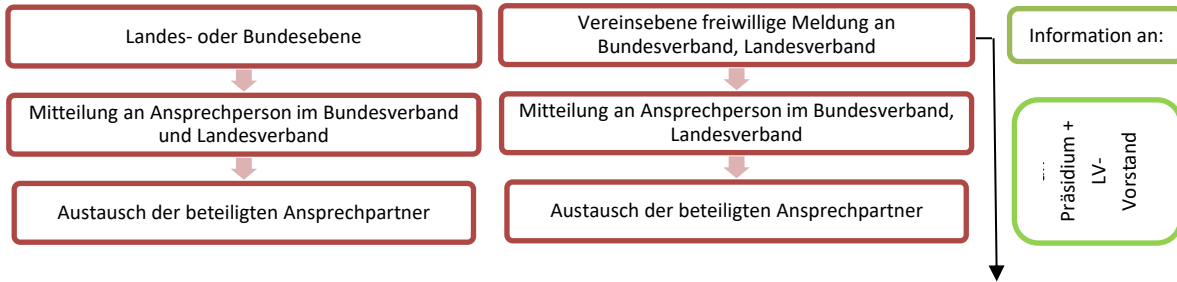 Landes- oder Bundesebene
Mitteilung an Ansprechperson im Bundesverband
und Landesverband
Austausch der beteiligten Ansprechpartner
Vereinsebene freiwillige Meldung an
Bundesverband, Landesverband
Mitteilung an Ansprechperson im Bundesverband,
Landesverband
Austausch der beteiligten Ansprechpartner
Information an:
Präsidium +
LV-
Vorstand